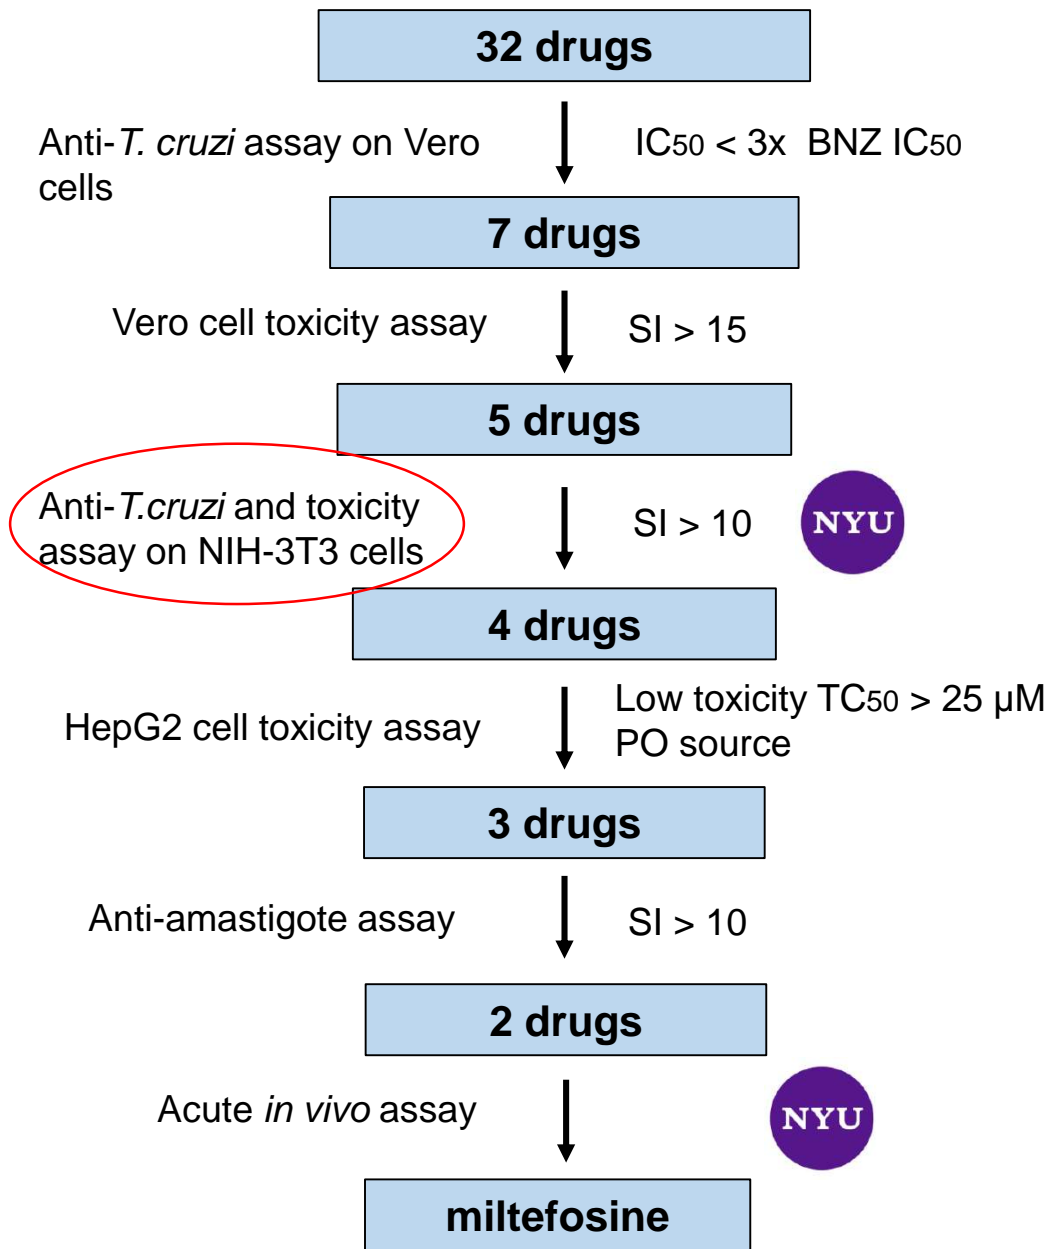 32 drugs
Anti-T. cruzi assay on Vero
cells
IC50 < 3x BNZ IC50
7 drugs
Vero cell toxicity assay
SI > 15
5 drugs
Anti-T.cruzi and toxicity
assay on NIH-3T3 cells
SI > 10
NYU
4 drugs
HepG2 cell toxicity assay
Low toxicity TC50 > 25 µM
PO source
3 drugs
Anti-amastigote assay
SI > 10
2 drugs
Acute in vivo assay
NYU
miltefosine